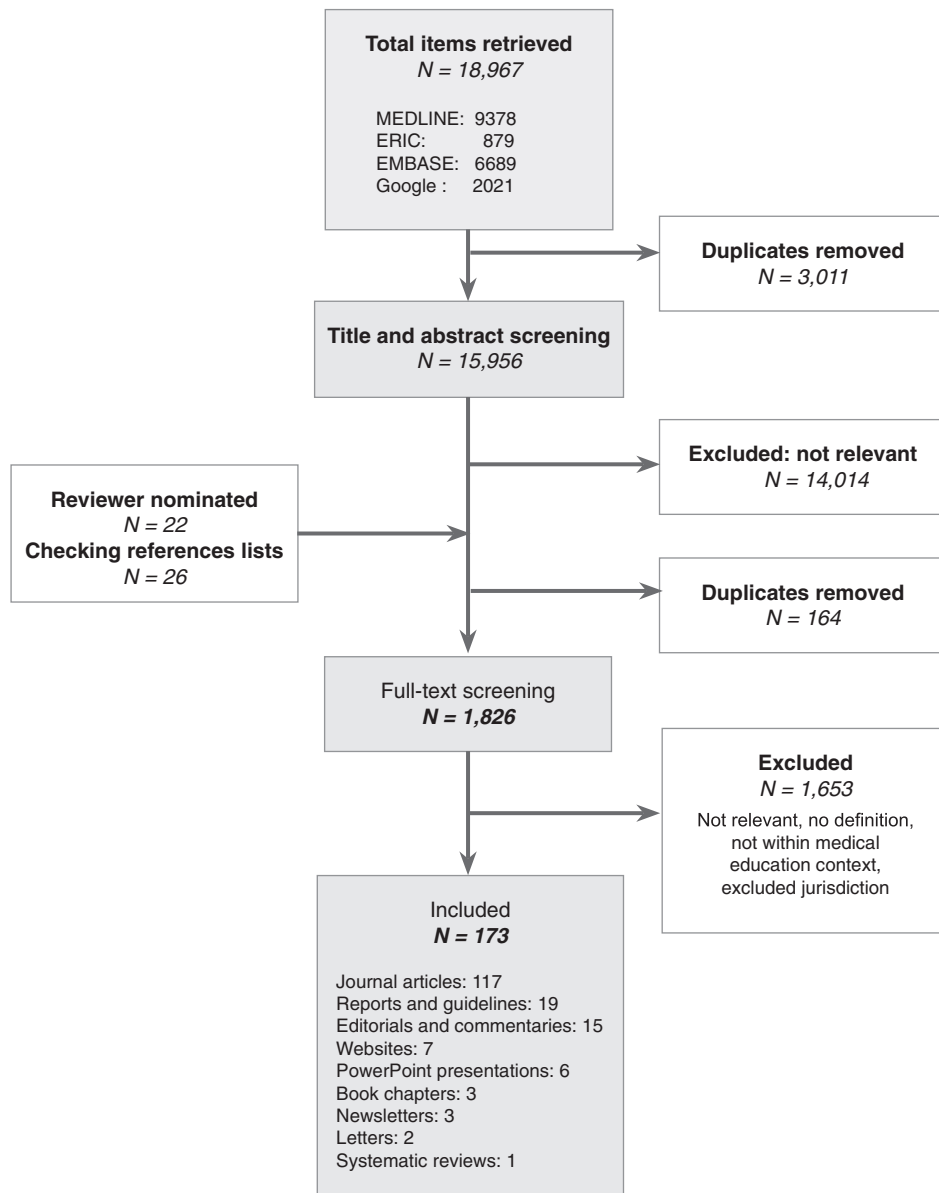 Total items retrieved
N = 18,967
MEDLINE: 9378
ERIC: 879
EMBASE: 6689
Google : 2021
Duplicates removed
N = 3,011
Title and abstract screening
N = 15,956
Excluded: not relevant
N = 14,014
Reviewer nominated
N = 22
Checking references lists
N = 26
Duplicates removed
N = 164
Full-text screening
N = 1,826
Excluded
N = 1,653
Not relevant, no definition,
not within medical
education context,
excluded jurisdiction
Included
N = 173
Journal articles: 117
Reports and guidelines: 19
Editorials and commentaries: 15
Websites: 7
PowerPoint presentations: 6
Book chapters: 3
Newsletters: 3
Letters: 2
Systematic reviews: 1